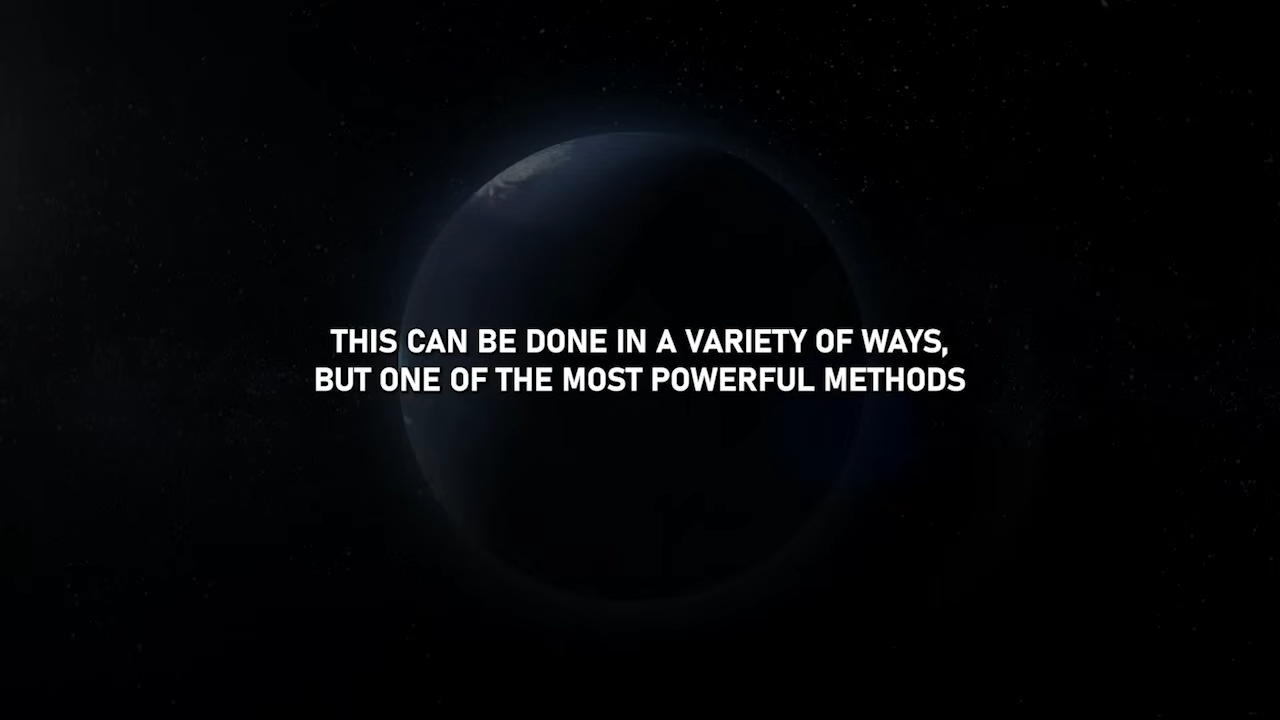 THIS CAN BE DONE IN A VARIETY OF WAYS,
BUT ONE OF THE MOST POWERFUL METHODS